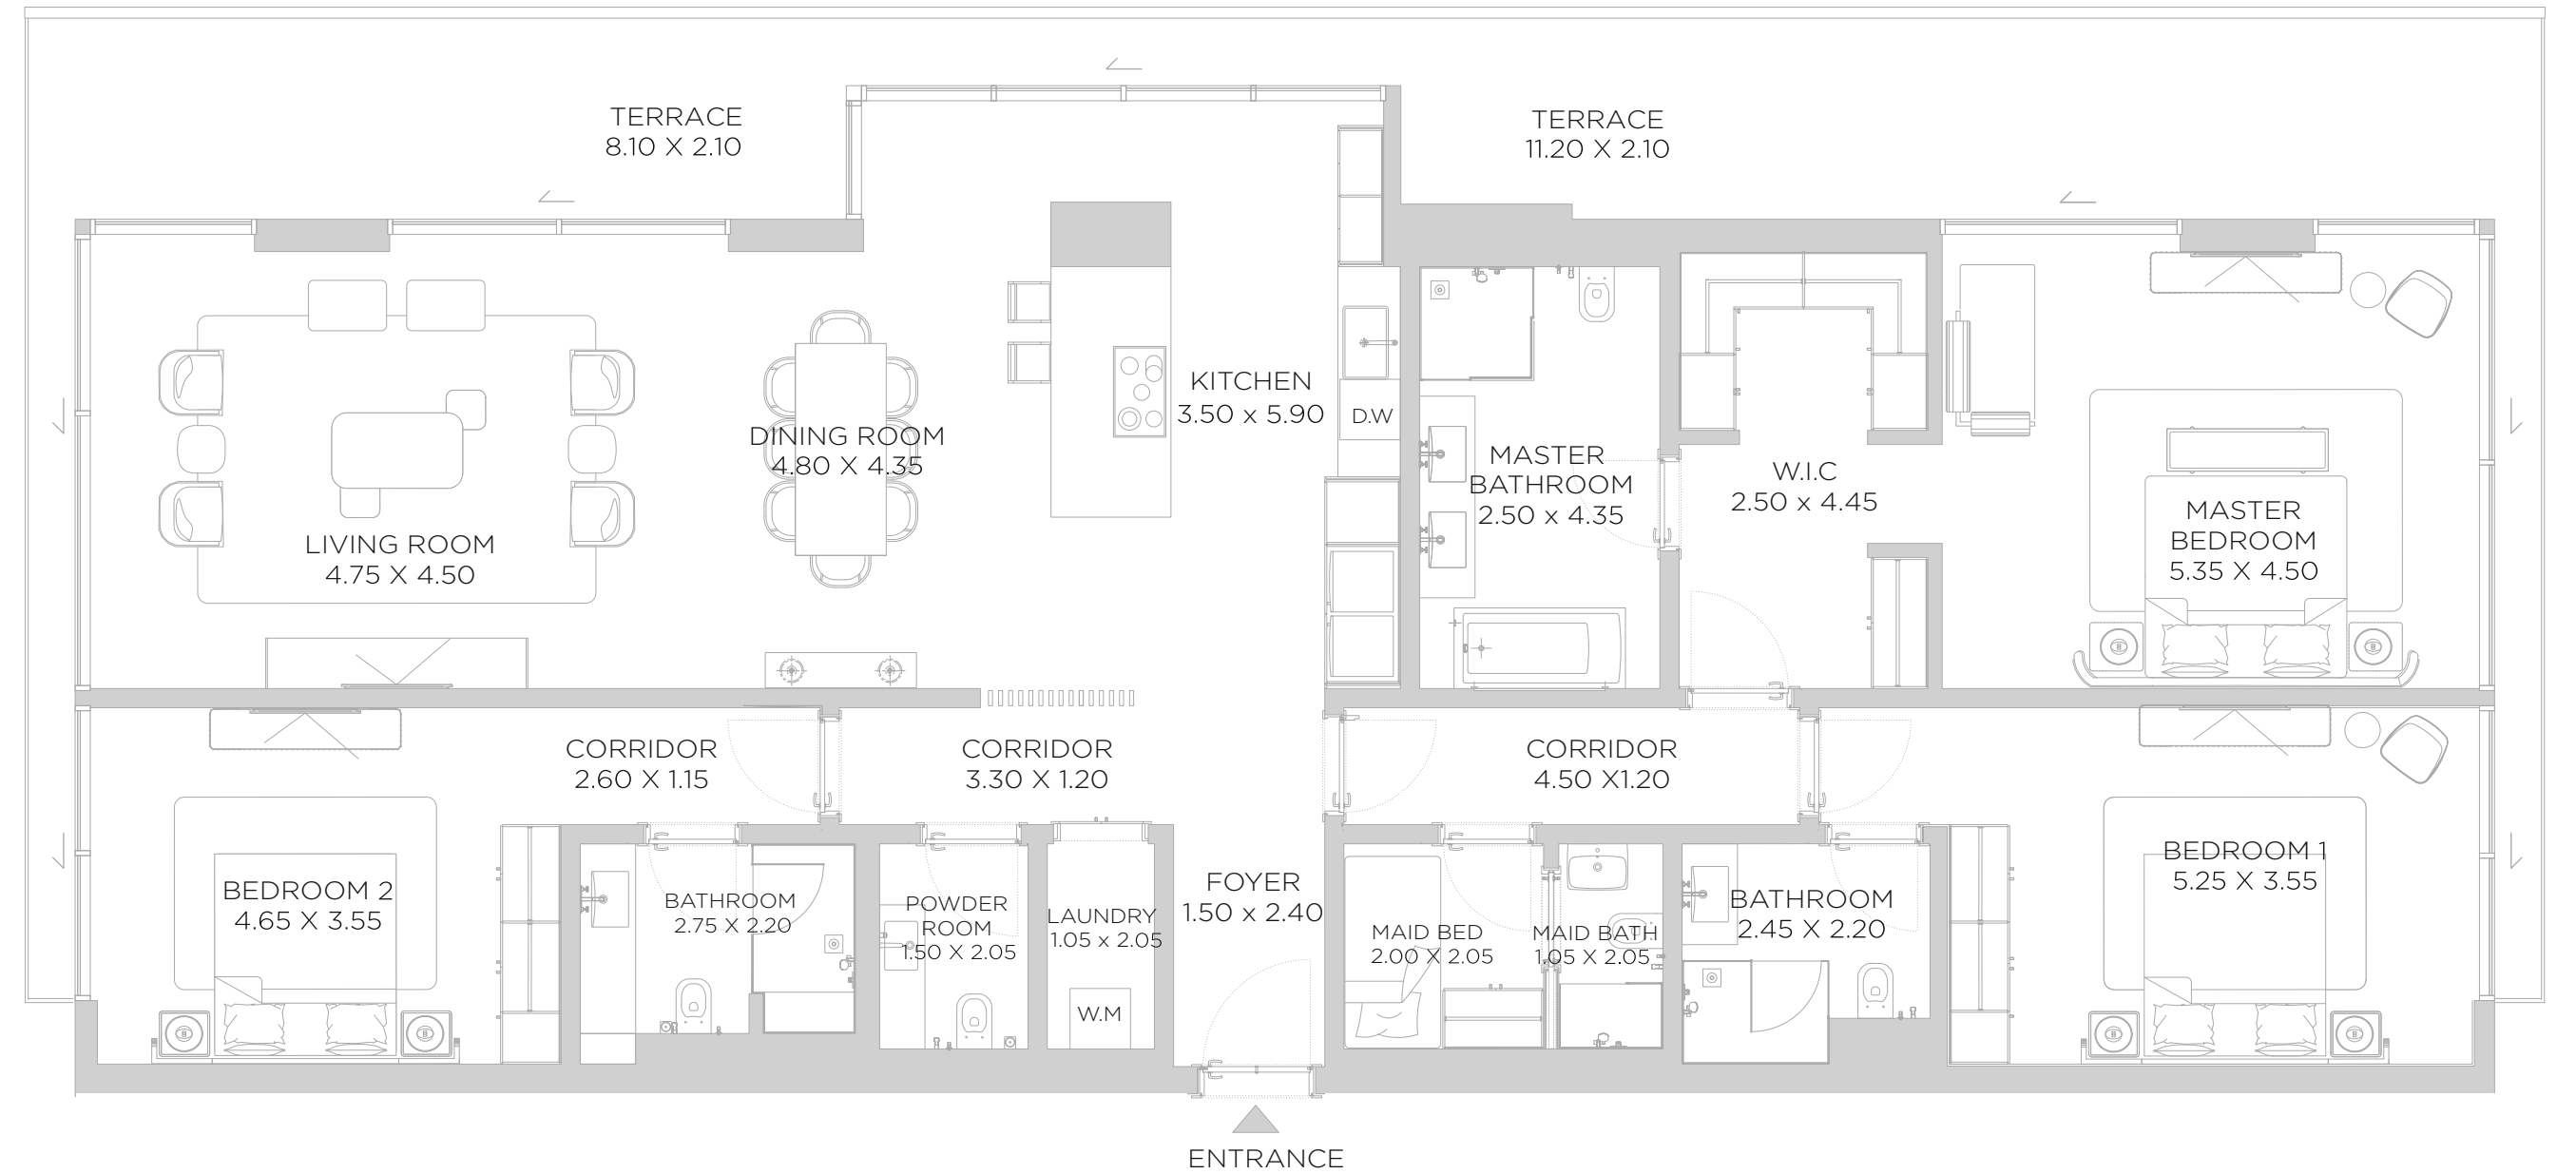 TERRACE
8.10 X 2.10
TERRACE
11.20 X 2.10
KITCHEN
3.50 x 5.90
D.W
DINING ROOM
4.80 X 4.35
LIVING ROOM
4.75 X 4.50
MASTER
BATHROOM
2.50 x 4.35
W.I.C
2.50 x 4.45
MASTER
BEDROOM
5.35 X 4.50
CORRIDOR
2.60 X 1.15
CORRIDOR
3.30 X 1.20
CORRIDOR
4.50 X1.20
BEDROOM 2
4.65 X 3.55
BATHROOM
2.75 X 2.20
POWDER
ROOM
1.50 X 2.05
LAUNDRY
1.05 x 2.05
W.M
FOYER
1.50 x 2.40
MAID BED
2.00 X 2.05
MAID BATH
1.05 X 2.05
BATHROOM
2.45 X 2.20
BEDROOM 1
5.25 X 3.55
ENTRANCE